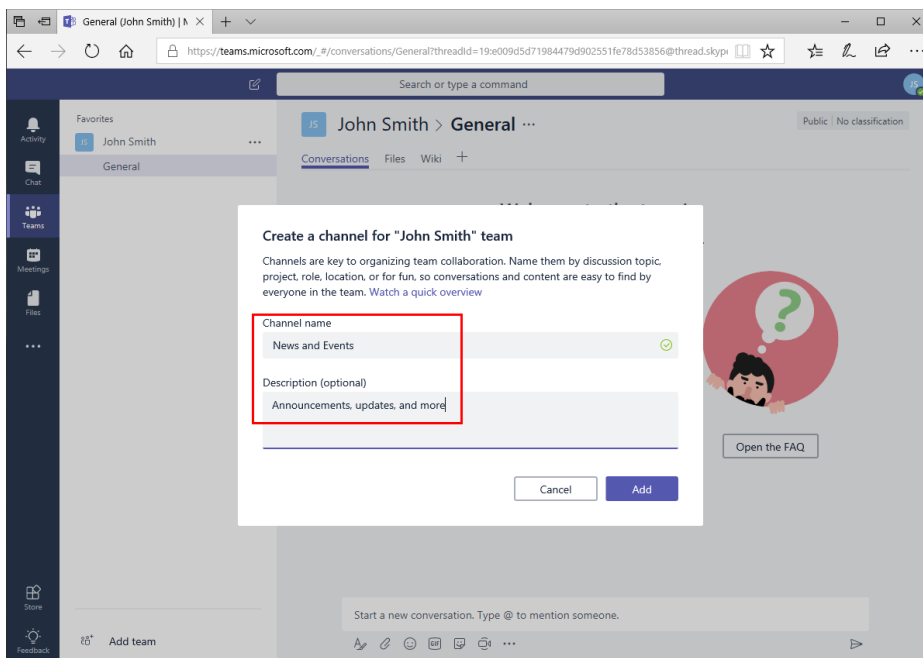 General (John Smith) | M
https://teams.microsoft.com/_#/conversations/General?threadId=19:e009d5d71984479d902551fe78d53856@thread.skype
Search or type a command
JS
Activity
Chat
Teams
Meetings
Files
Store
Feedback
Favorites
JS John Smith
General
Add team
JS John Smith > General
Public | No classification
Conversations Files Wiki
Create a channel for "John Smith" team
Channels are key to organizing team collaboration. Name them by discussion topic,
project, role, location, or for fun, so conversations and content are easy to find by
everyone in the team. Watch a quick overview
Channel name
News and Events
Description (optional)
Announcements, updates, and more
Cancel Add
?
Open the FAQ
Start a new conversation. Type @ to mention someone.
GIF